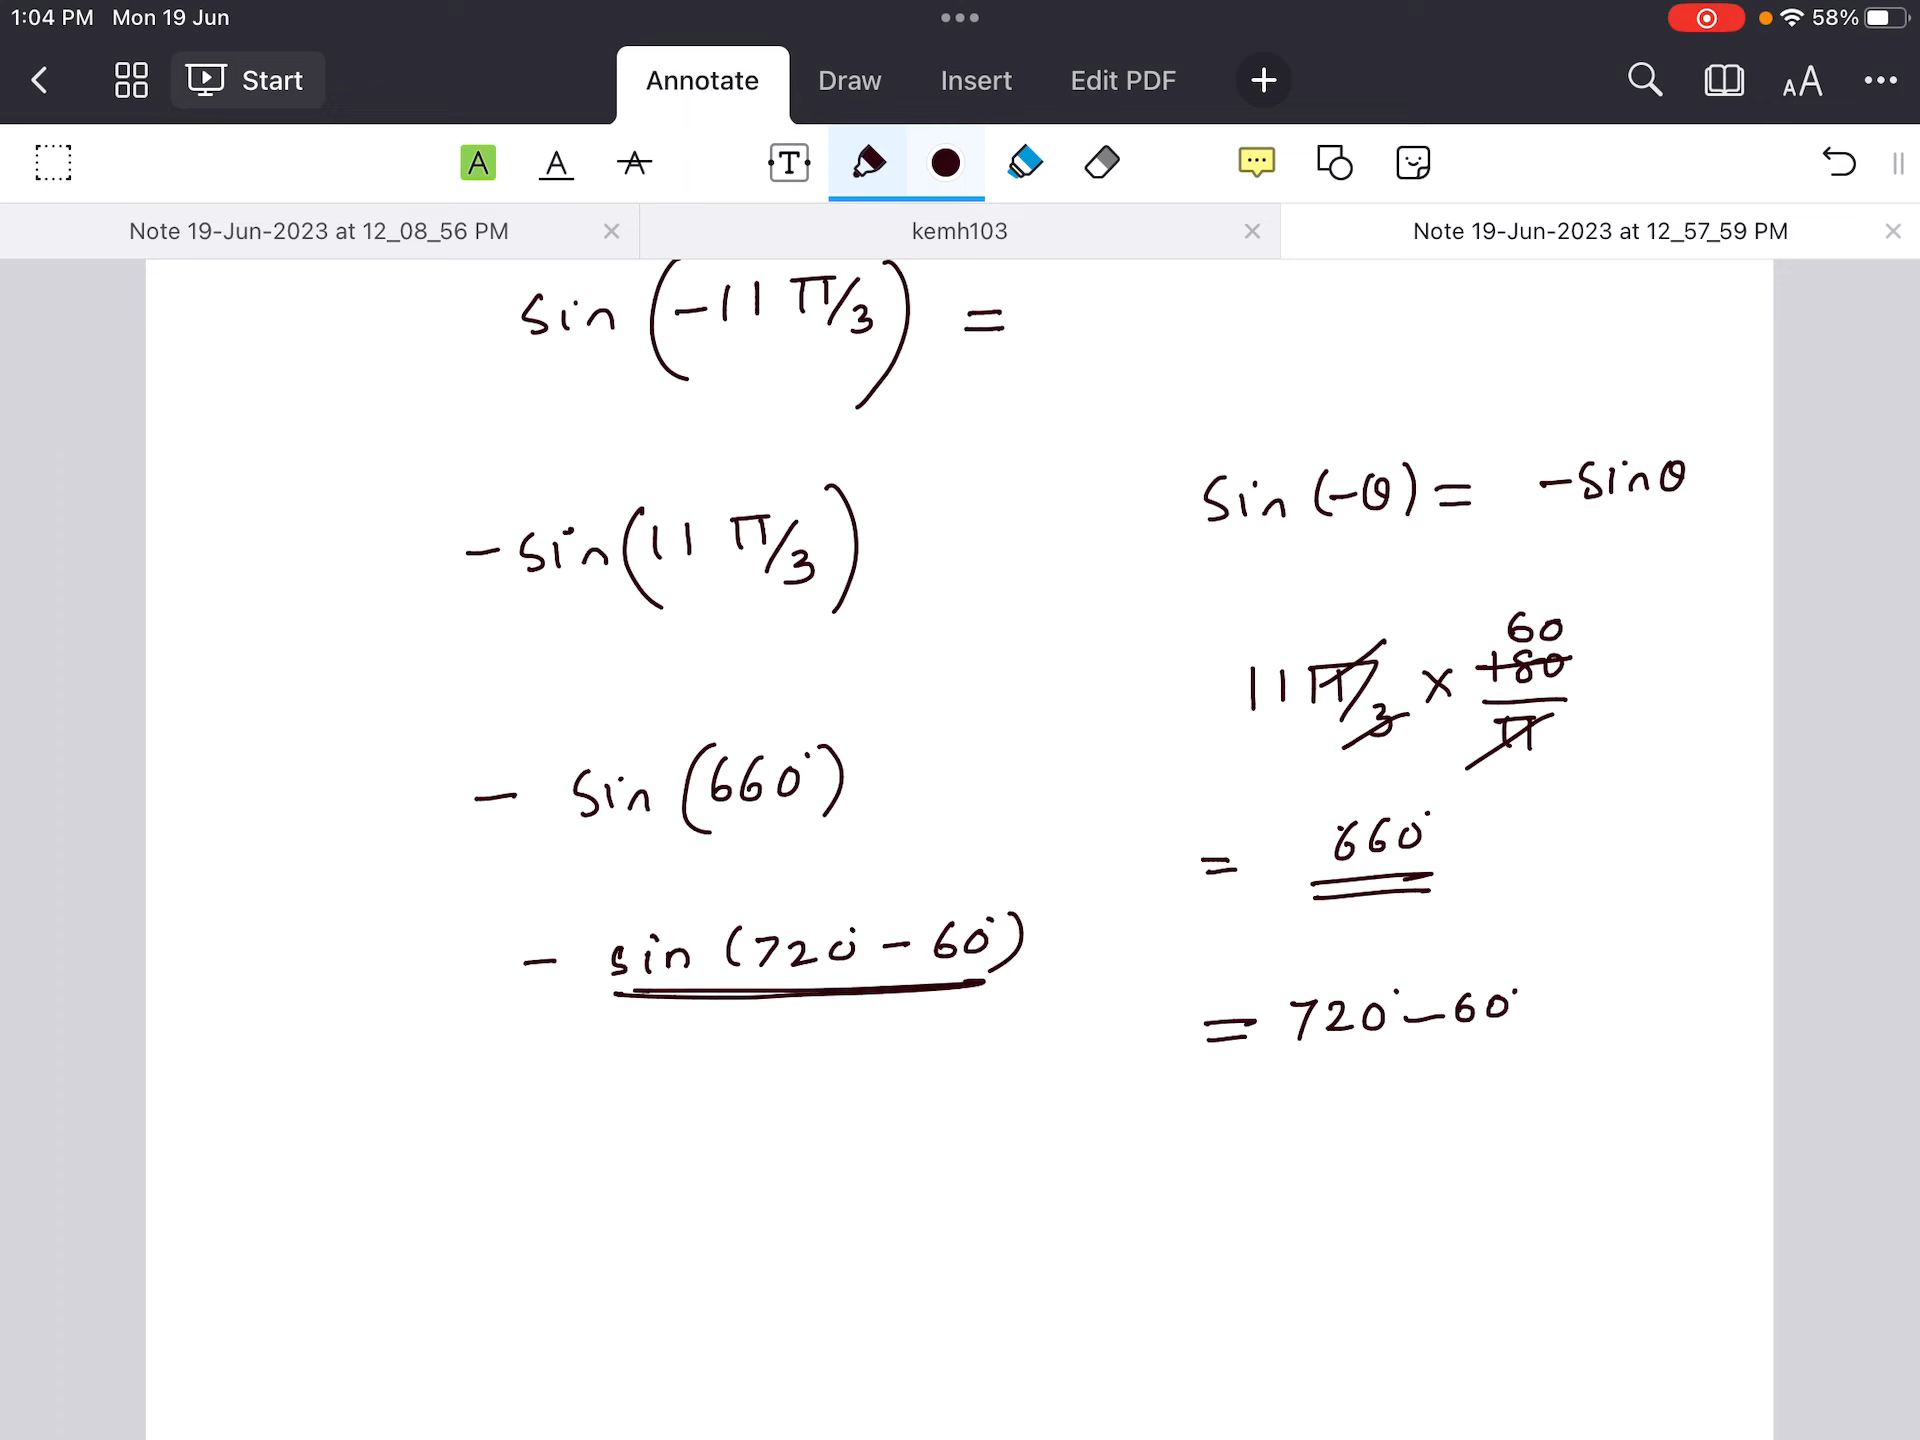 1:04 PM Mon 19 Jun 58%
Start Annotate Draw Insert Edit PDF AA
A A A T
Note 19-Jun-2023 at 12_08_56 PM kemh103 Note 19-Jun-2023 at 12_57_59 PM
sin (-11 π/3) =
sin (-θ) = -sinθ
-sin(11 π/3)
11 π/3 × 180/π 60
- sin (660°)
= 660°
- sin (720° - 60°)
= 720° - 60°